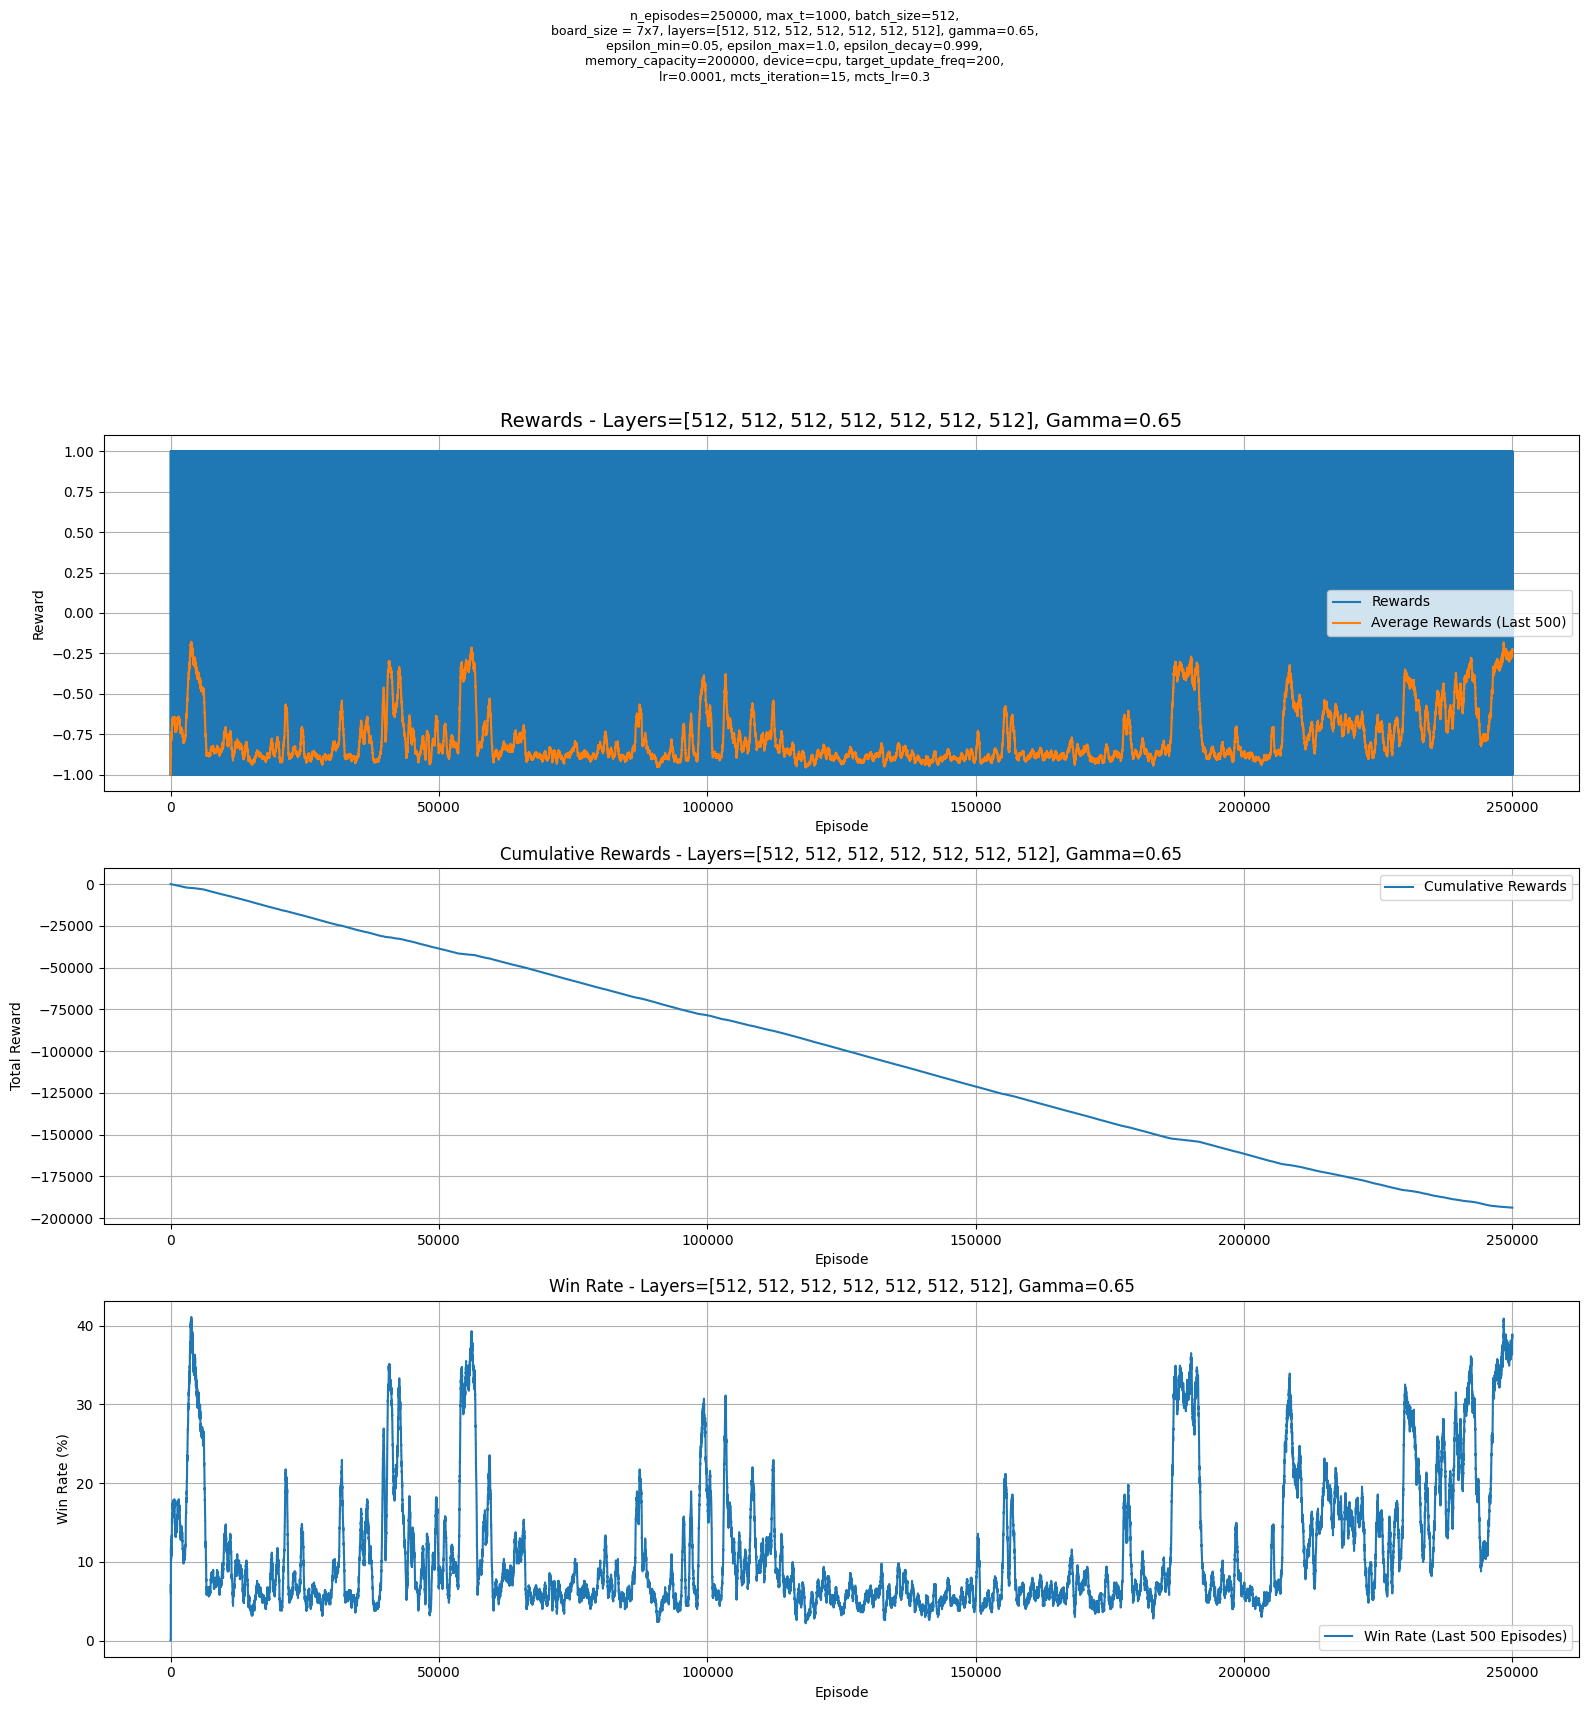 n_episodes=250000, max_t=1000, batch_size=512,
board_size = 7x7, layers=[512, 512, 512, 512, 512, 512, 512], gamma=0.65,
epsilon_min=0.05, epsilon_max=1.0, epsilon_decay=0.999,
memory_capacity=200000, device=cpu, target_update_freq=200,
lr=0.0001, mcts_iteration=15, mcts_lr=0.3
Rewards - Layers=[512, 512, 512, 512, 512, 512, 512], Gamma=0.65
1.00
0.75
0.50
0.25
0.00
−0.25
−0.50
−0.75
−1.00
Reward
Rewards
Average Rewards (Last 500)
0 50000 100000 150000 200000 250000
Episode
Cumulative Rewards - Layers=[512, 512, 512, 512, 512, 512, 512], Gamma=0.65
0
−25000
−50000
−75000
−100000
−125000
−150000
−175000
−200000
Total Reward
Cumulative Rewards
0 50000 100000 150000 200000 250000
Episode
Win Rate - Layers=[512, 512, 512, 512, 512, 512, 512], Gamma=0.65
40
30
20
10
0
Win Rate (%)
Win Rate (Last 500 Episodes)
0 50000 100000 150000 200000 250000
Episode